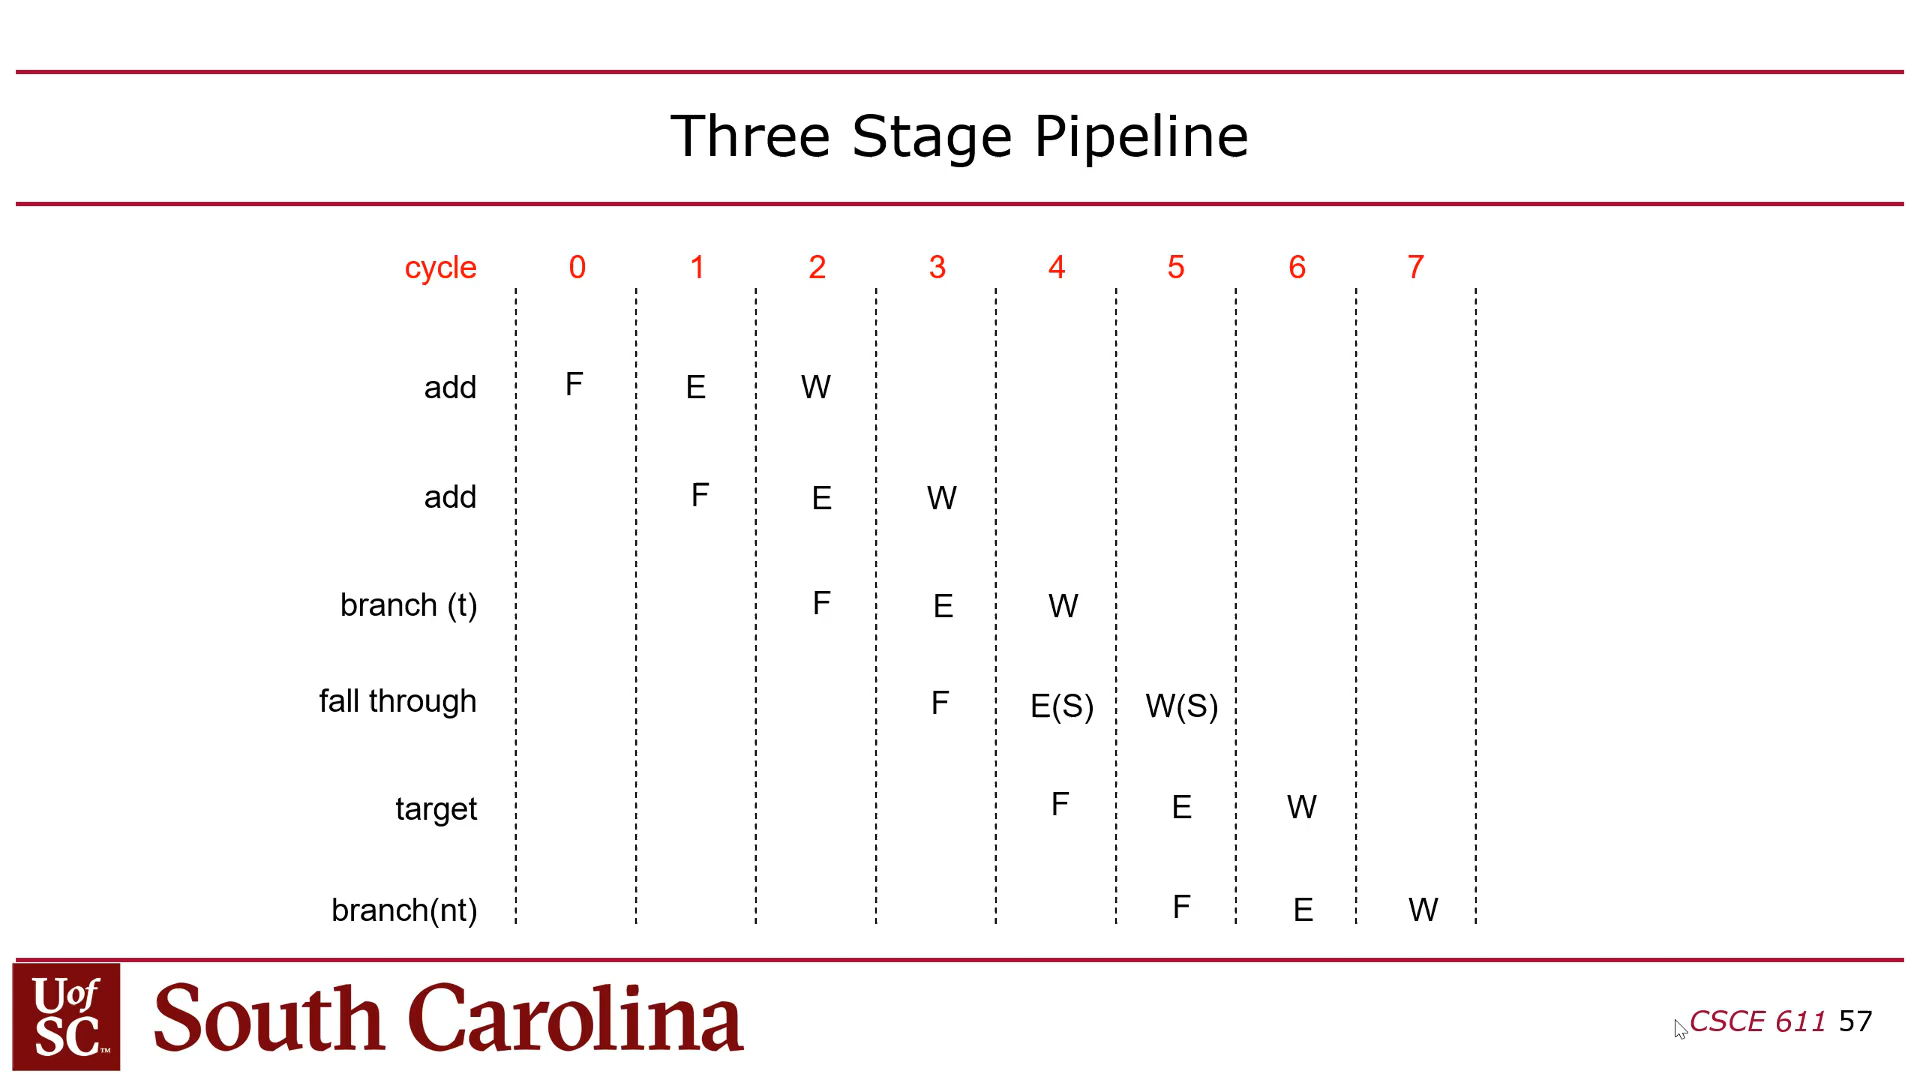 Three Stage Pipeline
cycle 0 1 2 3 4 5 6 7
add F E W
add F E W
branch (t) F E W
fall through F E(S) W(S)
target F E W
branch(nt) F E W
U of SC™ South Carolina
CSCE 611 57